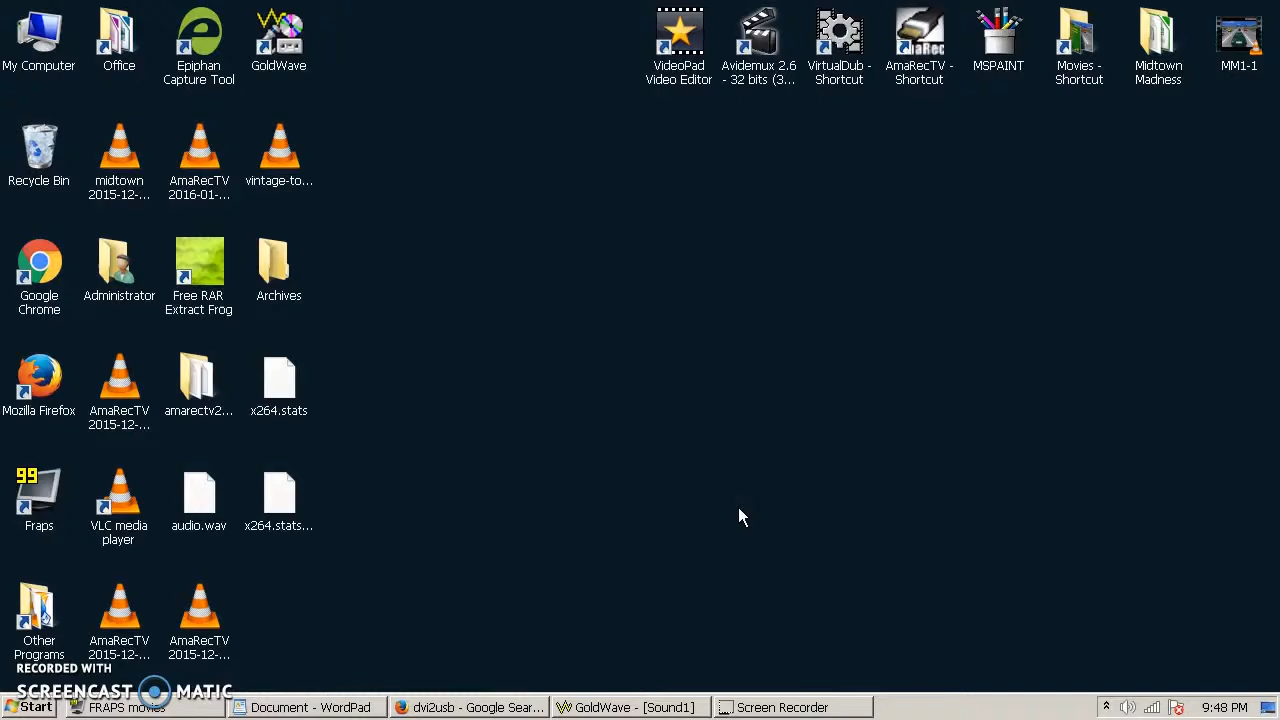 My Computer
Office
Epiphan
Capture Tool
GoldWave
VideoPad
Video Editor
Avidemux 2.6
- 32 bits (3...
VirtualDub -
Shortcut
AmaRec
AmaRecTV -
Shortcut
MSPAINT
Movies -
Shortcut
Midtown
Madness
MM1-1
Recycle Bin
midtown
2015-12-...
AmaRecTV
2016-01-...
vintage-to...
Google
Chrome
Administrator
Free RAR
Extract Frog
Archives
Mozilla Firefox
AmaRecTV
2015-12-...
amarectv2...
x264.stats
99
Fraps
VLC media
player
audio.wav
x264.stats...
Other
Programs
AmaRecTV
2015-12-...
AmaRecTV
2015-12-...
RECORDED WITH
SCREENCAST MATIC
Start
FRAPS movies
Document - WordPad
dvi2usb - Google Sear...
GoldWave - [Sound1]
Screen Recorder
9:48 PM